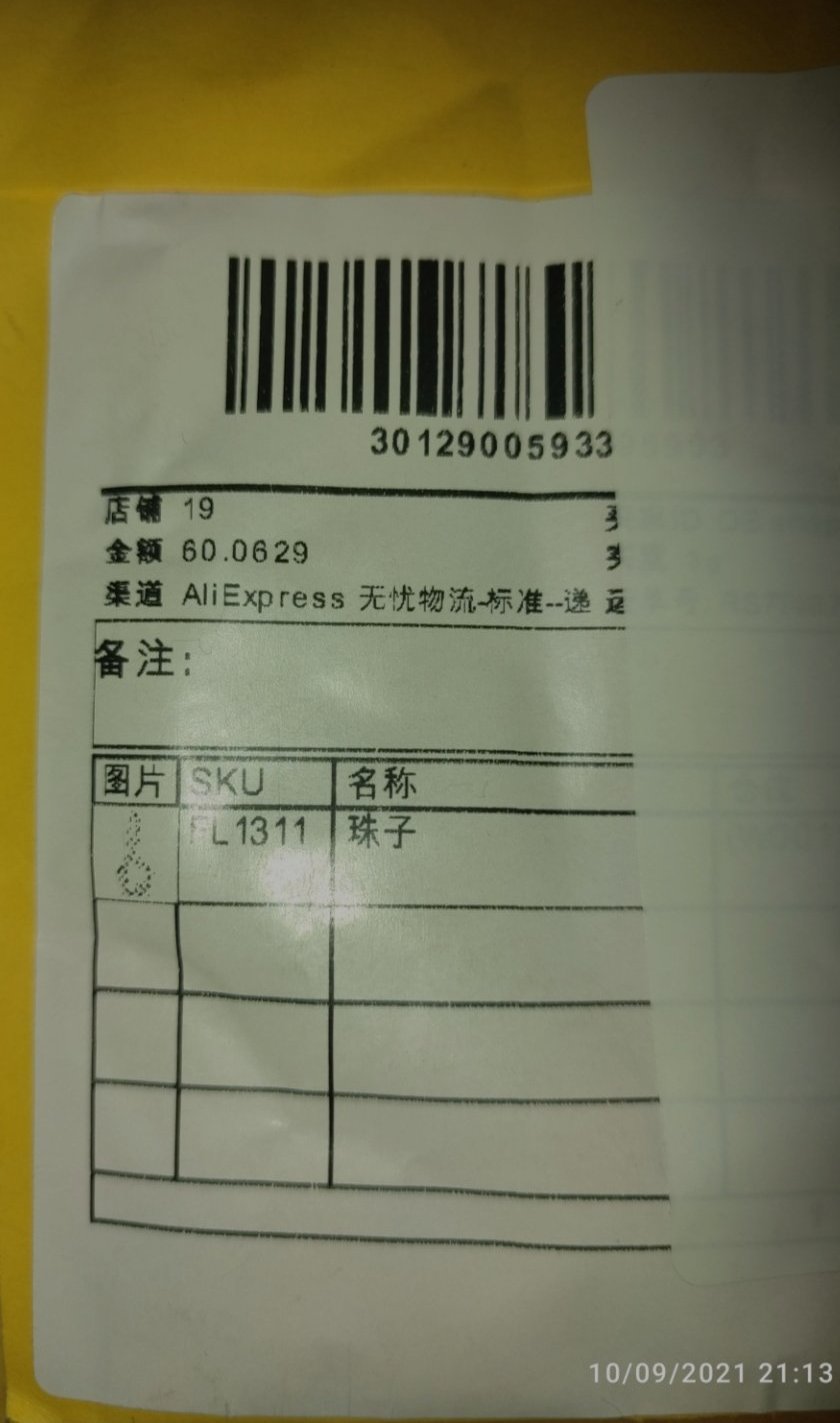 30129005933
店铺 19
金额 60.0629
渠道 AliExpress 无忧物流-标准--递
备注:
图片 SKU 名称
FL1311 珠子
10/09/2021 21:13